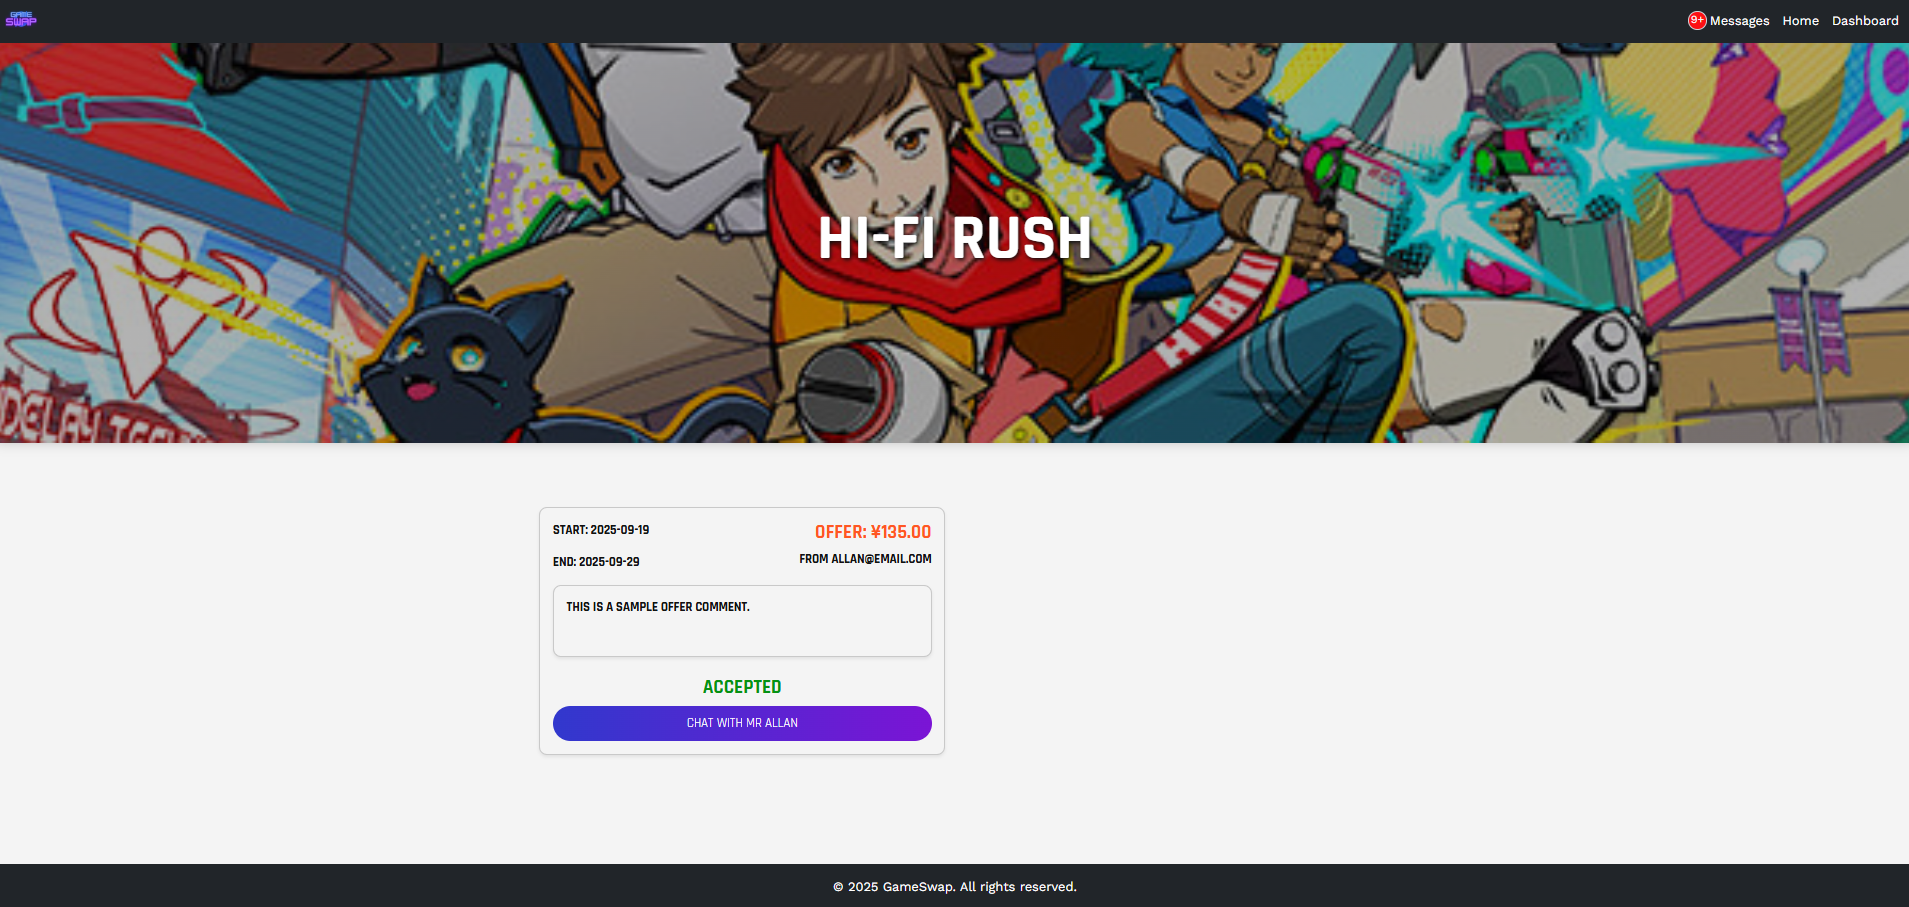 GAME
SWAP
9+ Messages Home Dashboard
HI-FI RUSH
HIBIKI
START: 2025-09-19
OFFER: ¥135.00
END: 2025-09-29
FROM ALLAN@EMAIL.COM
THIS IS A SAMPLE OFFER COMMENT.
ACCEPTED
CHAT WITH MR ALLAN
© 2025 GameSwap. All rights reserved.